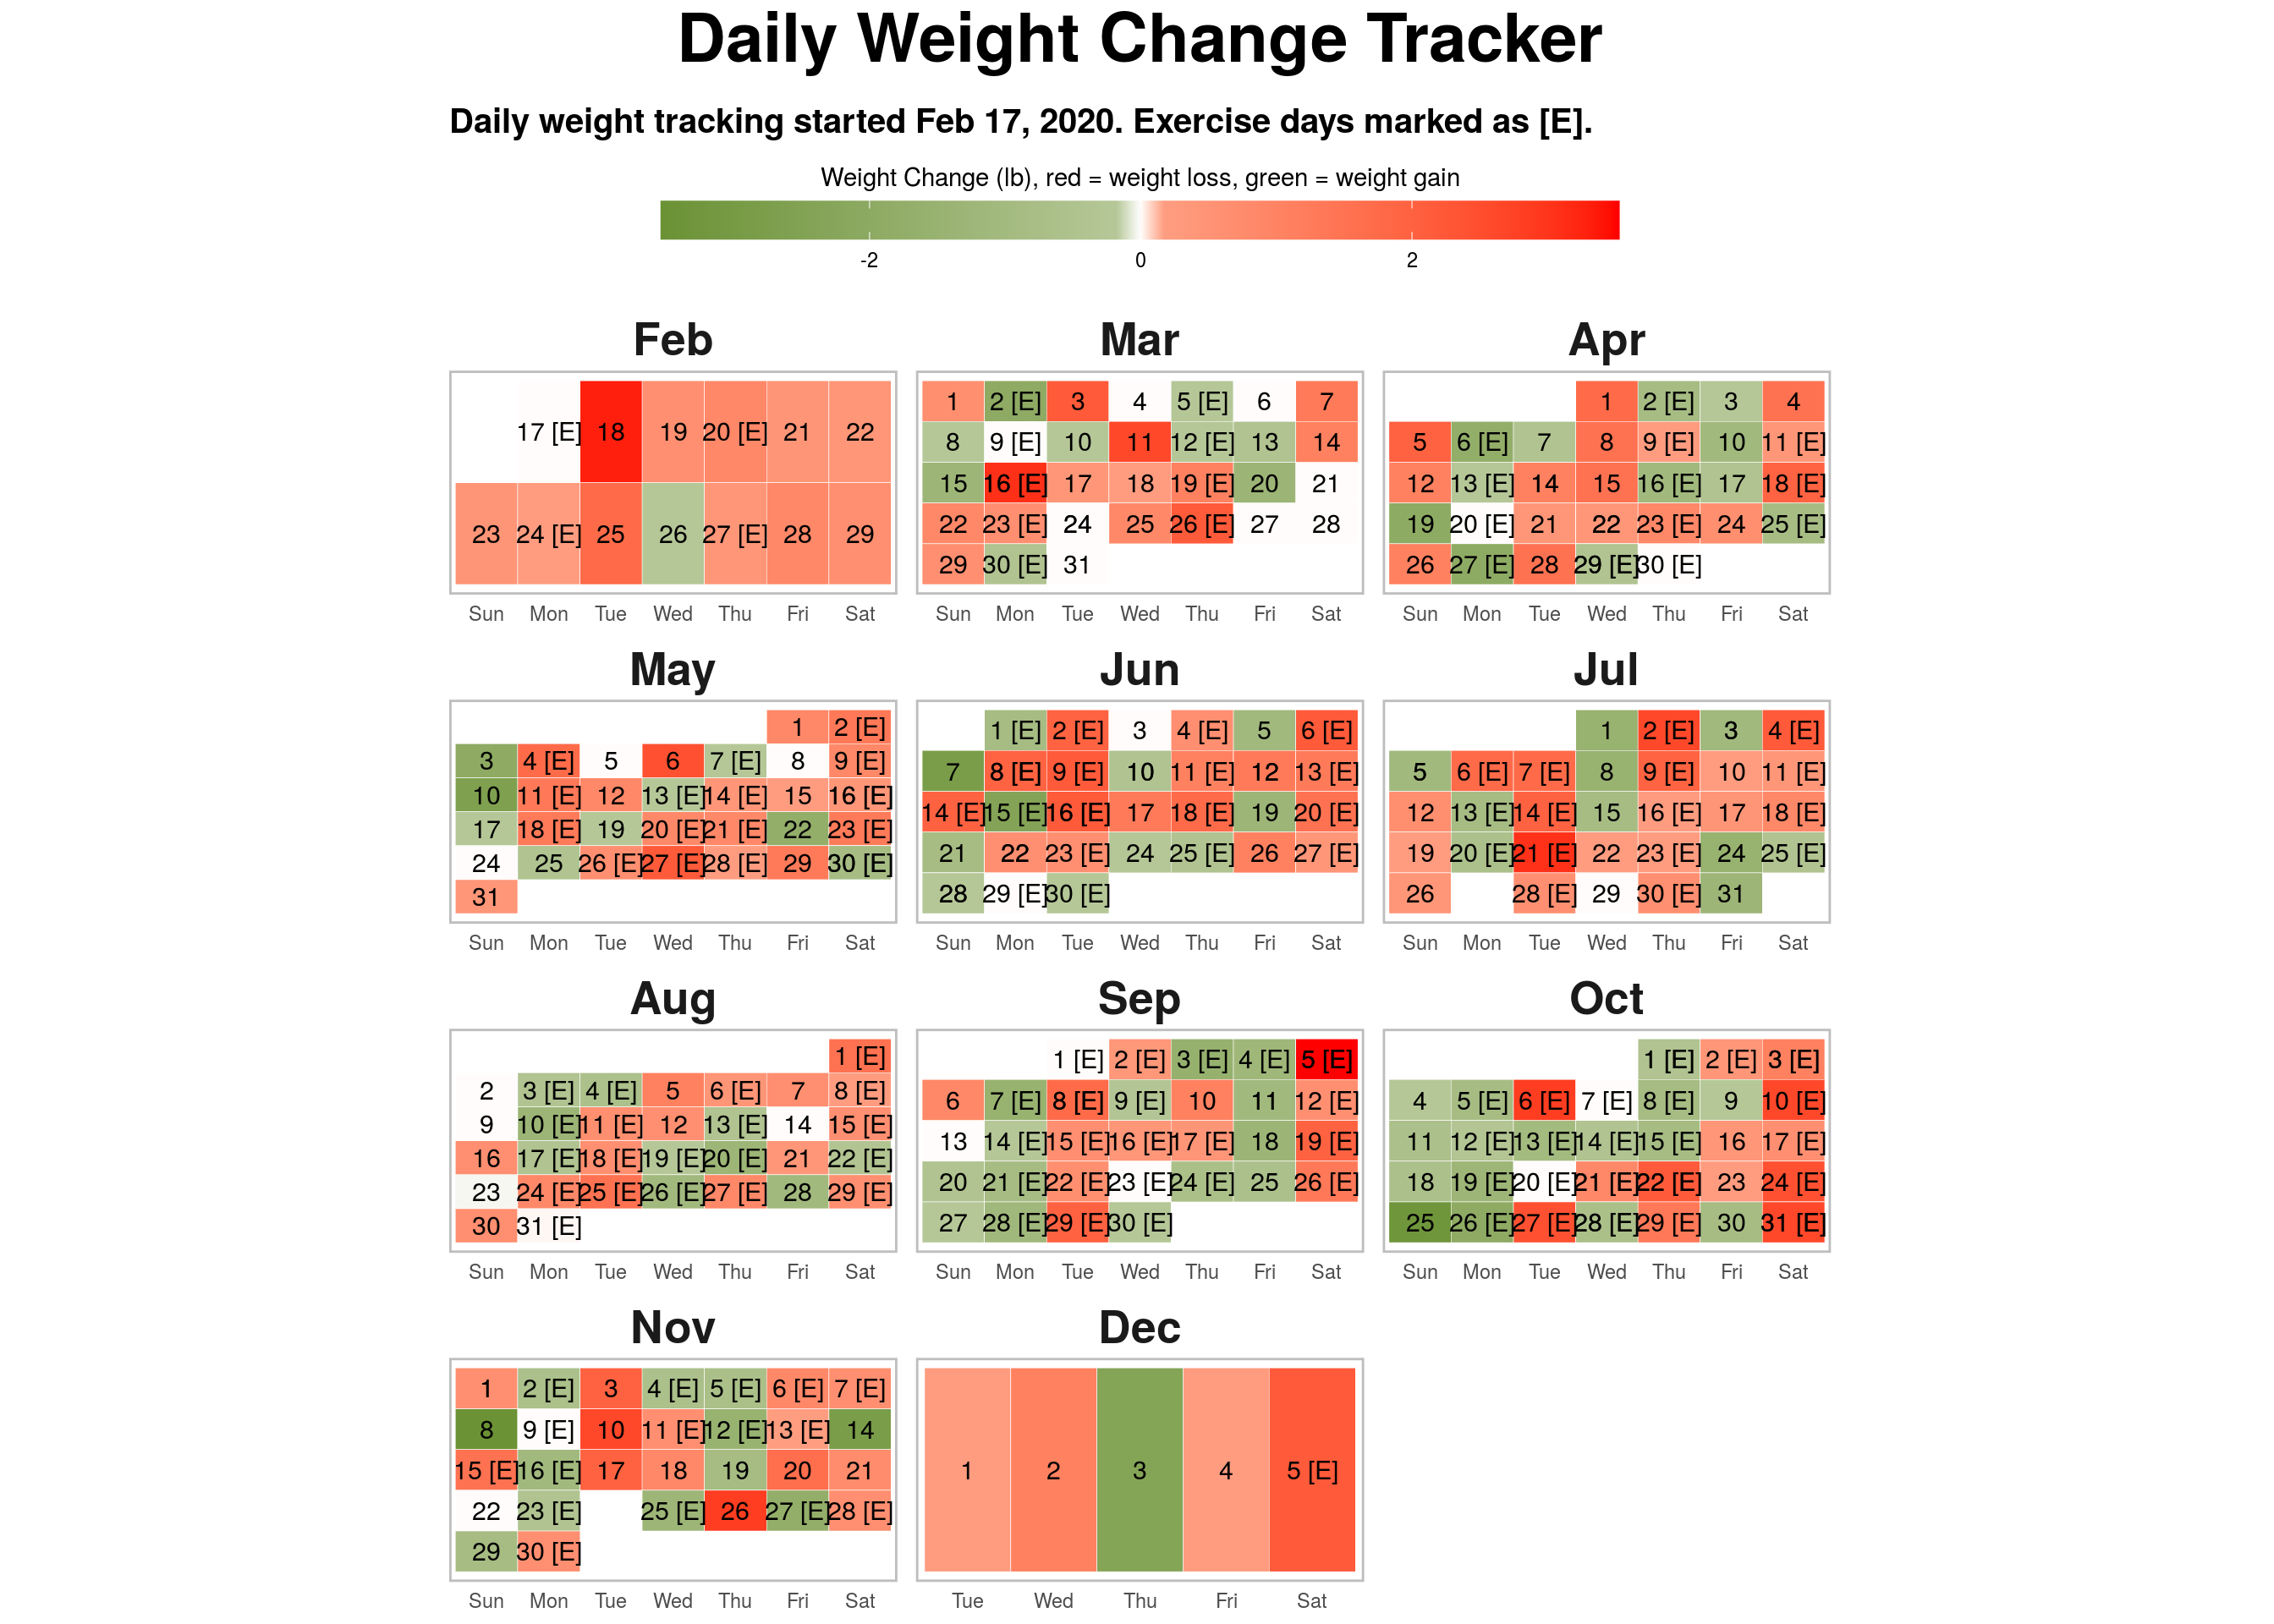 Daily Weight Change Tracker
Daily weight tracking started Feb 17, 2020. Exercise days marked as [E].
Weight Change (lb), red = weight loss, green = weight gain
-2 0 2
Feb Mar Apr
17 [E] 18 19 20 [E] 21 22
23 24 [E] 25 26 27 [E] 28 29
Sun Mon Tue Wed Thu Fri Sat
1 2 [E] 3 4 5 [E] 6 7
8 9 [E] 10 11 12 [E] 13 14
15 16 [E] 17 18 19 [E] 20 21
22 23 [E] 24 25 26 [E] 27 28
29 30 [E] 31
Sun Mon Tue Wed Thu Fri Sat
1 2 [E] 3 4
5 6 [E] 7 8 9 [E] 10 11 [E]
12 13 [E] 14 15 16 [E] 17 18 [E]
19 20 [E] 21 22 23 [E] 24 25 [E]
26 27 [E] 28 29 [E] 30 [E]
Sun Mon Tue Wed Thu Fri Sat
May Jun Jul
1 2 [E]
3 4 [E] 5 6 7 [E] 8 9 [E]
10 11 [E] 12 13 [E] 14 [E] 15 16 [E]
17 18 [E] 19 20 [E] 21 [E] 22 23 [E]
24 25 26 [E] 27 [E] 28 [E] 29 30 [E]
31
Sun Mon Tue Wed Thu Fri Sat
1 [E] 2 [E] 3 4 [E] 5 6 [E]
7 8 [E] 9 [E] 10 11 [E] 12 13 [E]
14 [E] 15 [E] 16 [E] 17 18 [E] 19 20 [E]
21 22 23 [E] 24 25 [E] 26 27 [E]
28 29 [E] 30 [E]
Sun Mon Tue Wed Thu Fri Sat
1 2 [E] 3 4 [E]
5 6 [E] 7 [E] 8 9 [E] 10 11 [E]
12 13 [E] 14 [E] 15 16 [E] 17 18 [E]
19 20 [E] 21 [E] 22 23 [E] 24 25 [E]
26 28 [E] 29 30 [E] 31
Sun Mon Tue Wed Thu Fri Sat
Aug Sep Oct
1 [E]
2 3 [E] 4 [E] 5 6 [E] 7 8 [E]
9 10 [E] 11 [E] 12 13 [E] 14 15 [E]
16 17 [E] 18 [E] 19 [E] 20 [E] 21 22 [E]
23 24 [E] 25 [E] 26 [E] 27 [E] 28 29 [E]
30 31 [E]
Sun Mon Tue Wed Thu Fri Sat
1 [E] 2 [E] 3 [E] 4 [E] 5 [E]
6 7 [E] 8 [E] 9 [E] 10 11 12 [E]
13 14 [E] 15 [E] 16 [E] 17 [E] 18 19 [E]
20 21 [E] 22 [E] 23 [E] 24 [E] 25 26 [E]
27 28 [E] 29 [E] 30 [E]
Sun Mon Tue Wed Thu Fri Sat
1 [E] 2 [E] 3 [E]
4 5 [E] 6 [E] 7 [E] 8 [E] 9 10 [E]
11 12 [E] 13 [E] 14 [E] 15 [E] 16 17 [E]
18 19 [E] 20 [E] 21 [E] 22 [E] 23 24 [E]
25 26 [E] 27 [E] 28 [E] 29 [E] 30 31 [E]
Sun Mon Tue Wed Thu Fri Sat
Nov Dec
1 2 [E] 3 4 [E] 5 [E] 6 [E] 7 [E]
8 9 [E] 10 11 [E] 12 [E] 13 [E] 14
15 [E] 16 [E] 17 18 19 20 21
22 23 [E] 25 [E] 26 27 [E] 28 [E]
29 30 [E]
Sun Mon Tue Wed Thu Fri Sat
1 2 3 4 5 [E]
Tue Wed Thu Fri Sat